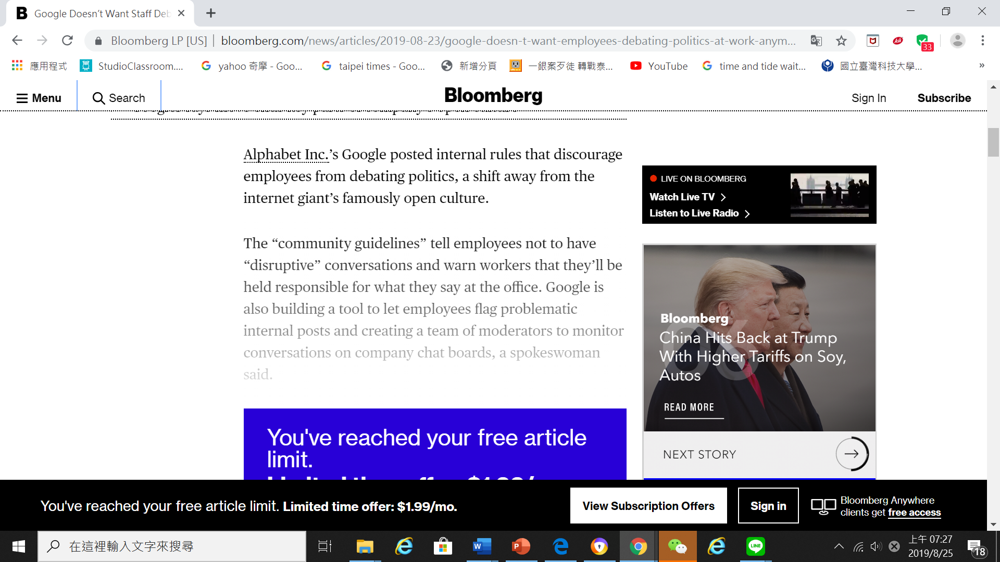 Google Doesn’t Want Staff Deb
Bloomberg LP [US] | bloomberg.com/news/articles/2019-08-23/google-doesn-t-want-employees-debating-politics-at-work-anym...
Ask
33
應用程式
StudioClassroom....
yahoo 奇摩 - Goo...
taipei times - Goo...
新增分頁
一銀案歹徒 轉戰泰...
YouTube
time and tide wait...
國立臺灣科技大學...
»
Menu
Search
Bloomberg
Sign In
Subscribe
Alphabet Inc.’s Google posted internal rules that discourage
employees from debating politics, a shift away from the
internet giant’s famously open culture.
The “community guidelines” tell employees not to have
“disruptive” conversations and warn workers that they’ll be
held responsible for what they say at the office. Google is
also building a tool to let employees flag problematic
internal posts and creating a team of moderators to monitor
conversations on company chat boards, a spokeswoman
said.
LIVE ON BLOOMBERG
Watch Live TV
Listen to Live Radio
Bloomberg
06
China Hits Back at Trump
With Higher Tariffs on Soy,
Autos
READ MORE
NEXT STORY
You've reached your free article
limit.
You've reached your free article limit. Limited time offer: $1.99/mo.
View Subscription Offers
Sign in
Bloomberg Anywhere
clients get free access
在這裡輸入文字來搜尋
LINE
上午 07:27
2019/8/25
18